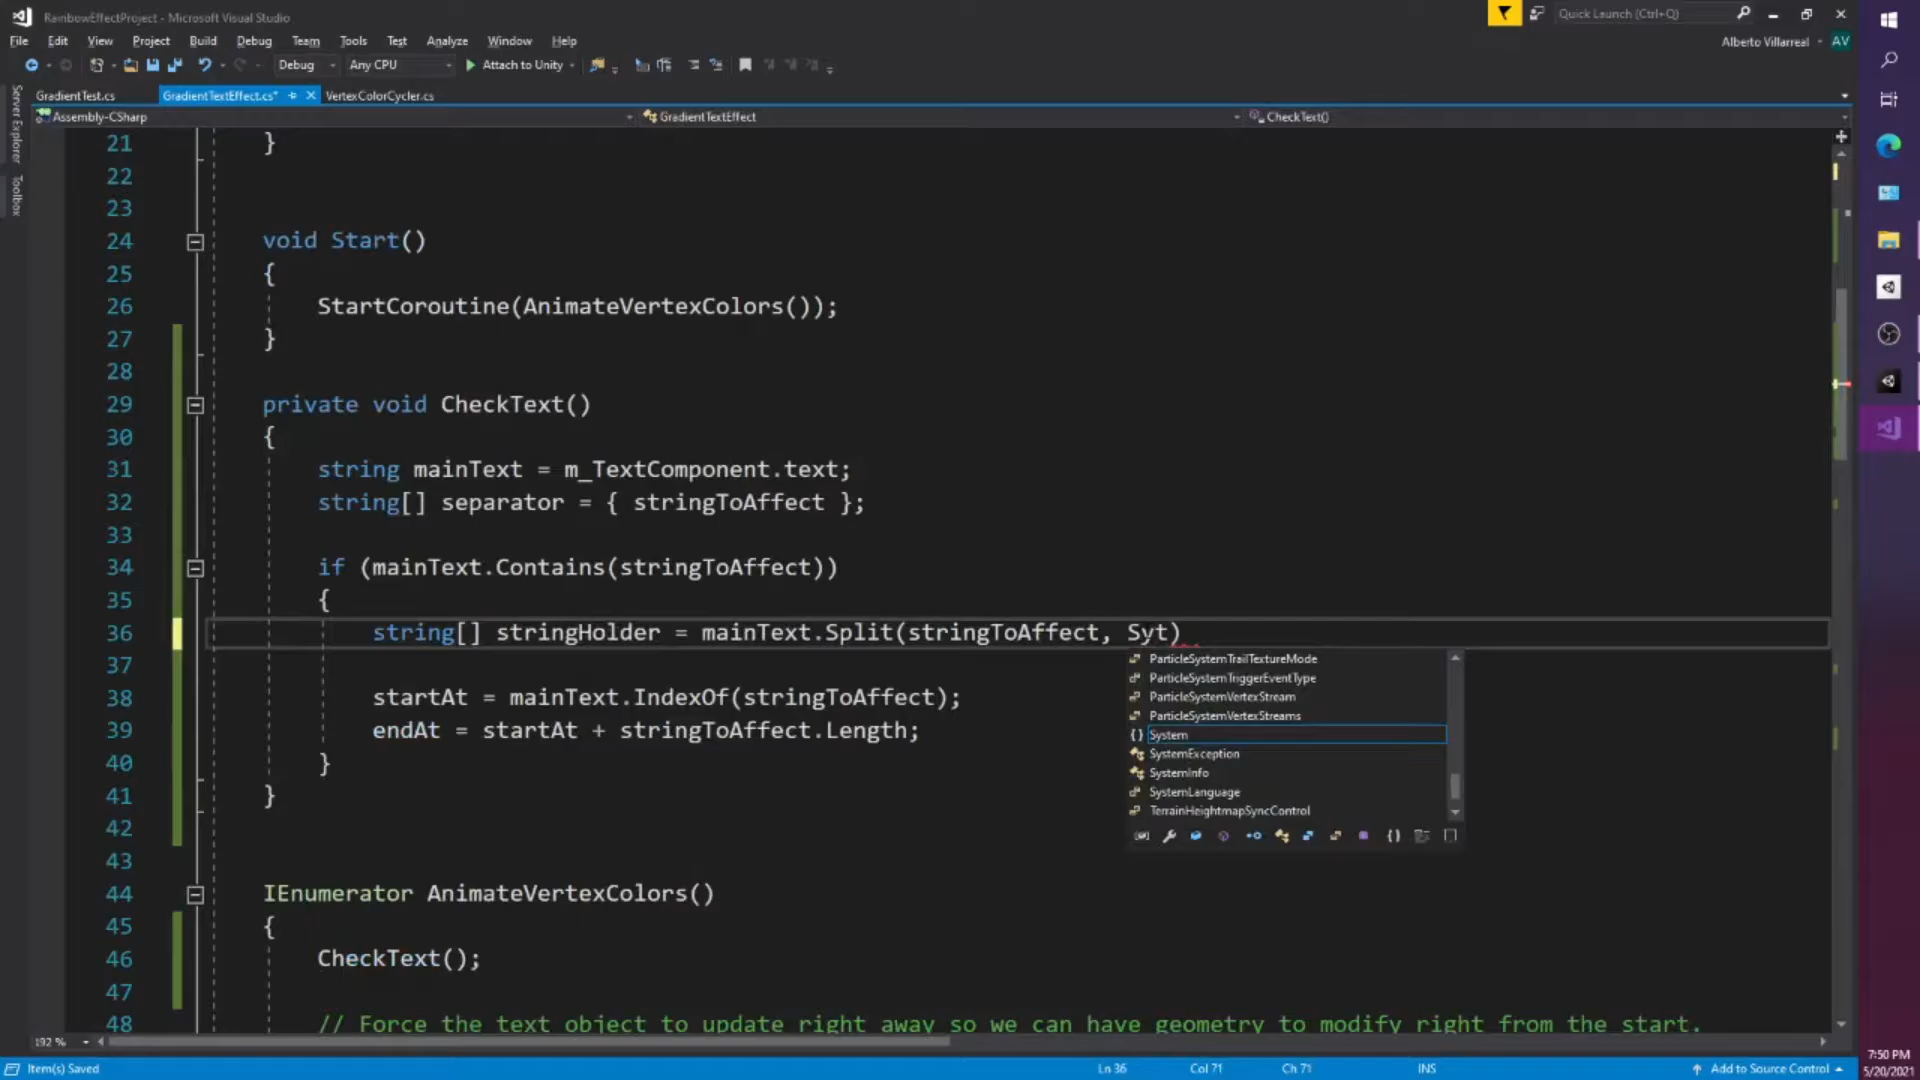 RainbowEffectProject - Microsoft Visual Studio
Quick Launch (Ctrl+Q)
File Edit View Project Build Debug Team Tools Test Analyze Window Help
Alberto Villarreal AV
Debug Any CPU Attach to Unity
GradientTest.cs GradientTextEffect.cs* VertexColorCycler.cs
Assembly-CSharp GradientTextEffect CheckText()
Server Explorer
Toolbox
21 }
22
23
24 void Start()
25 {
26 StartCoroutine(AnimateVertexColors());
27 }
28
29 private void CheckText()
30 {
31 string mainText = m_TextComponent.text;
32 string[] separator = { stringToAffect };
33
34 if (mainText.Contains(stringToAffect))
35 {
36 string[] stringHolder = mainText.Split(stringToAffect, Syt)
37
38 startAt = mainText.IndexOf(stringToAffect);
39 endAt = startAt + stringToAffect.Length;
40 }
41 }
42
43
44 IEnumerator AnimateVertexColors()
45 {
46 CheckText();
47
48 // Force the text object to update right away so we can have geometry to modify right from the start.
ParticleSystemTrailTextureMode
ParticleSystemTriggerEventType
ParticleSystemVertexStream
ParticleSystemVertexStreams
{} System
SystemException
SystemInfo
SystemLanguage
TerrainHeightmapSyncControl
192 %
Item(s) Saved Ln 36 Col 71 Ch 71 INS Add to Source Control
7:50 PM
5/20/2021